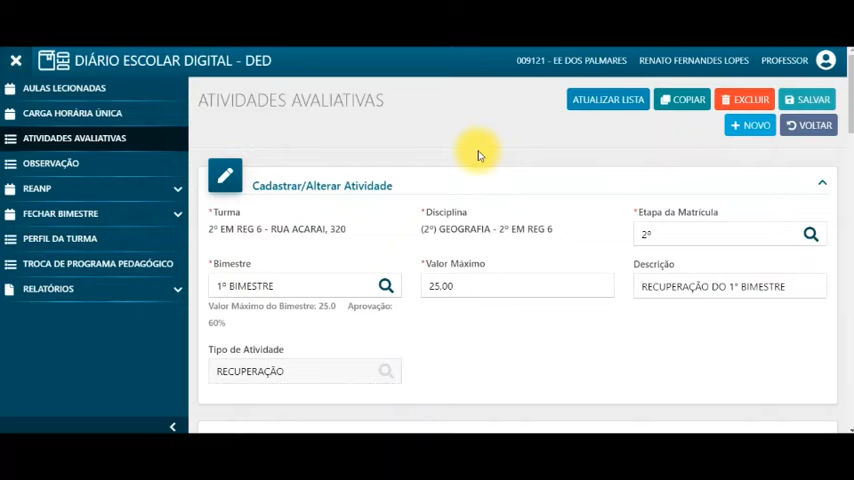 DIÁRIO ESCOLAR DIGITAL - DED
009121 - EE DOS PALMARES RENATO FERNANDES LOPES PROFESSOR
AULAS LECIONADAS
CARGA HORÁRIA ÚNICA
ATIVIDADES AVALIATIVAS
OBSERVAÇÃO
REANP
FECHAR BIMESTRE
PERFIL DA TURMA
TROCA DE PROGRAMA PEDAGÓGICO
RELATÓRIOS
ATIVIDADES AVALIATIVAS
ATUALIZAR LISTA COPIAR EXCLUIR SALVAR
NOVO VOLTAR
Cadastrar/Alterar Atividade
*Turma *Disciplina *Etapa da Matrícula
2º EM REG 6 - RUA ACARAI, 320 (2º) GEOGRAFIA - 2º EM REG 6 2º
*Bimestre *Valor Máximo Descrição
1º BIMESTRE 25.00 RECUPERAÇÃO DO 1° BIMESTRE
Valor Máximo do Bimestre: 25.0 Aprovação:
60%
Tipo de Atividade
RECUPERAÇÃO